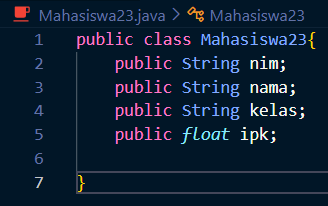 Mahasiswa23.java > Mahasiswa23
1 public class Mahasiswa23{
2 public String nim;
3 public String nama;
4 public String kelas;
5 public float ipk;
6
7 }